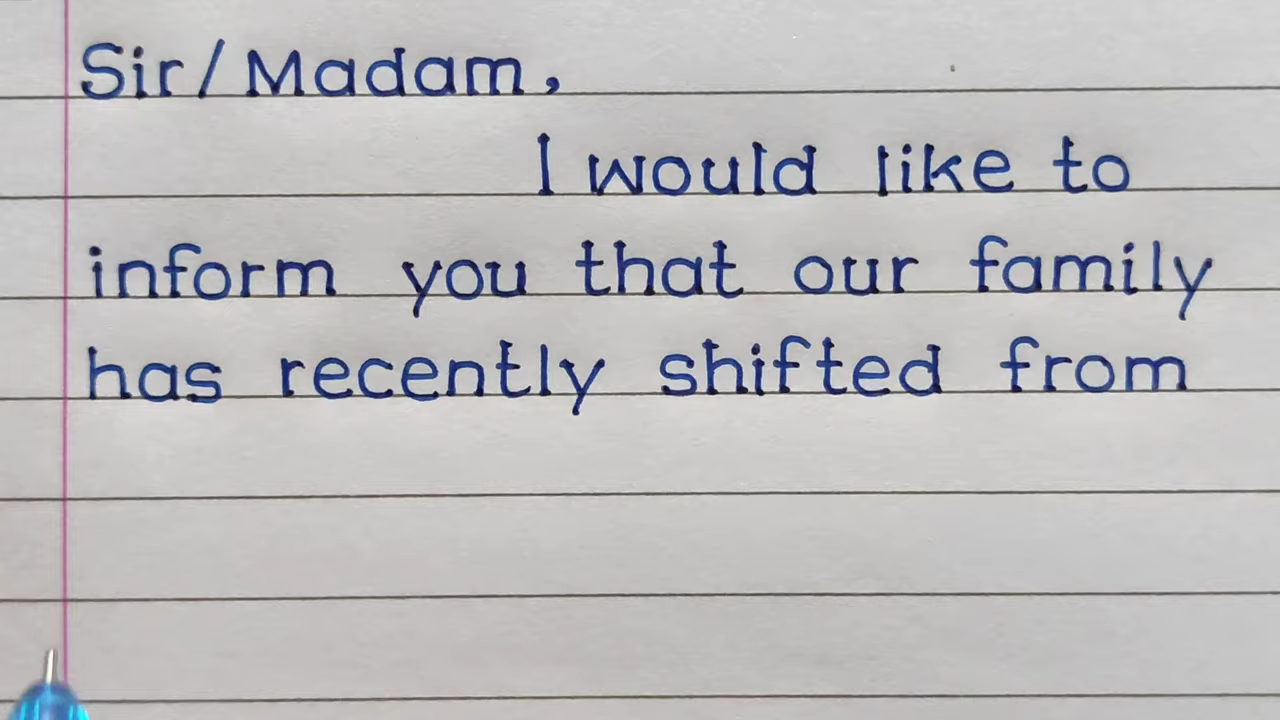 Sir/Madam,
I would like to
inform you that our family
has recently shifted from